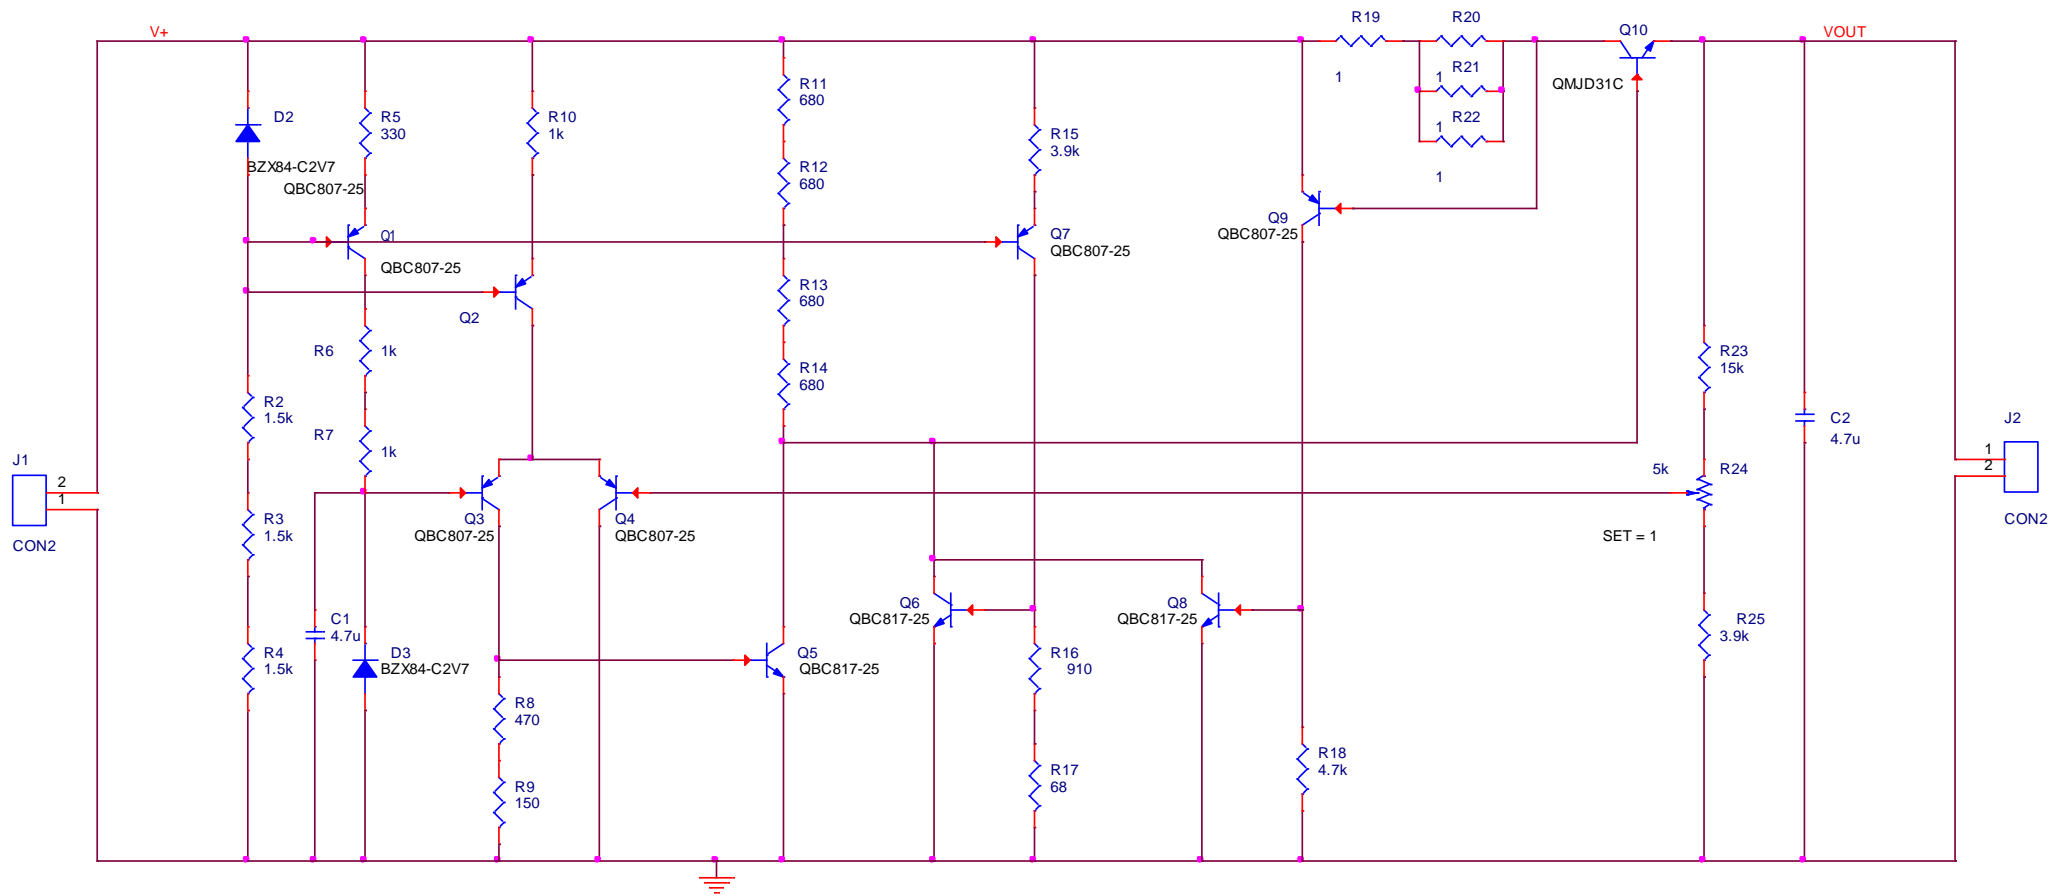 V+
R19
1
R20
1
R21
1
R22
1
Q10
QMJD31C
VOUT
D2
BZX84-C2V7
R5
330
QBC807-25
Q1
QBC807-25
R10
1k
Q2
R11
680
R12
680
R13
680
R14
680
R15
3.9k
Q7
QBC807-25
Q9
QBC807-25
R6
1k
R7
1k
R2
1.5k
R3
1.5k
R4
1.5k
J1
2
1
CON2
Q3
QBC807-25
Q4
QBC807-25
C1
4.7u
D3
BZX84-C2V7
R8
470
R9
150
Q5
QBC817-25
Q6
QBC817-25
R16
910
R17
68
Q8
QBC817-25
R18
4.7k
R23
15k
5k
R24
SET = 1
R25
3.9k
C2
4.7u
J2
1
2
CON2